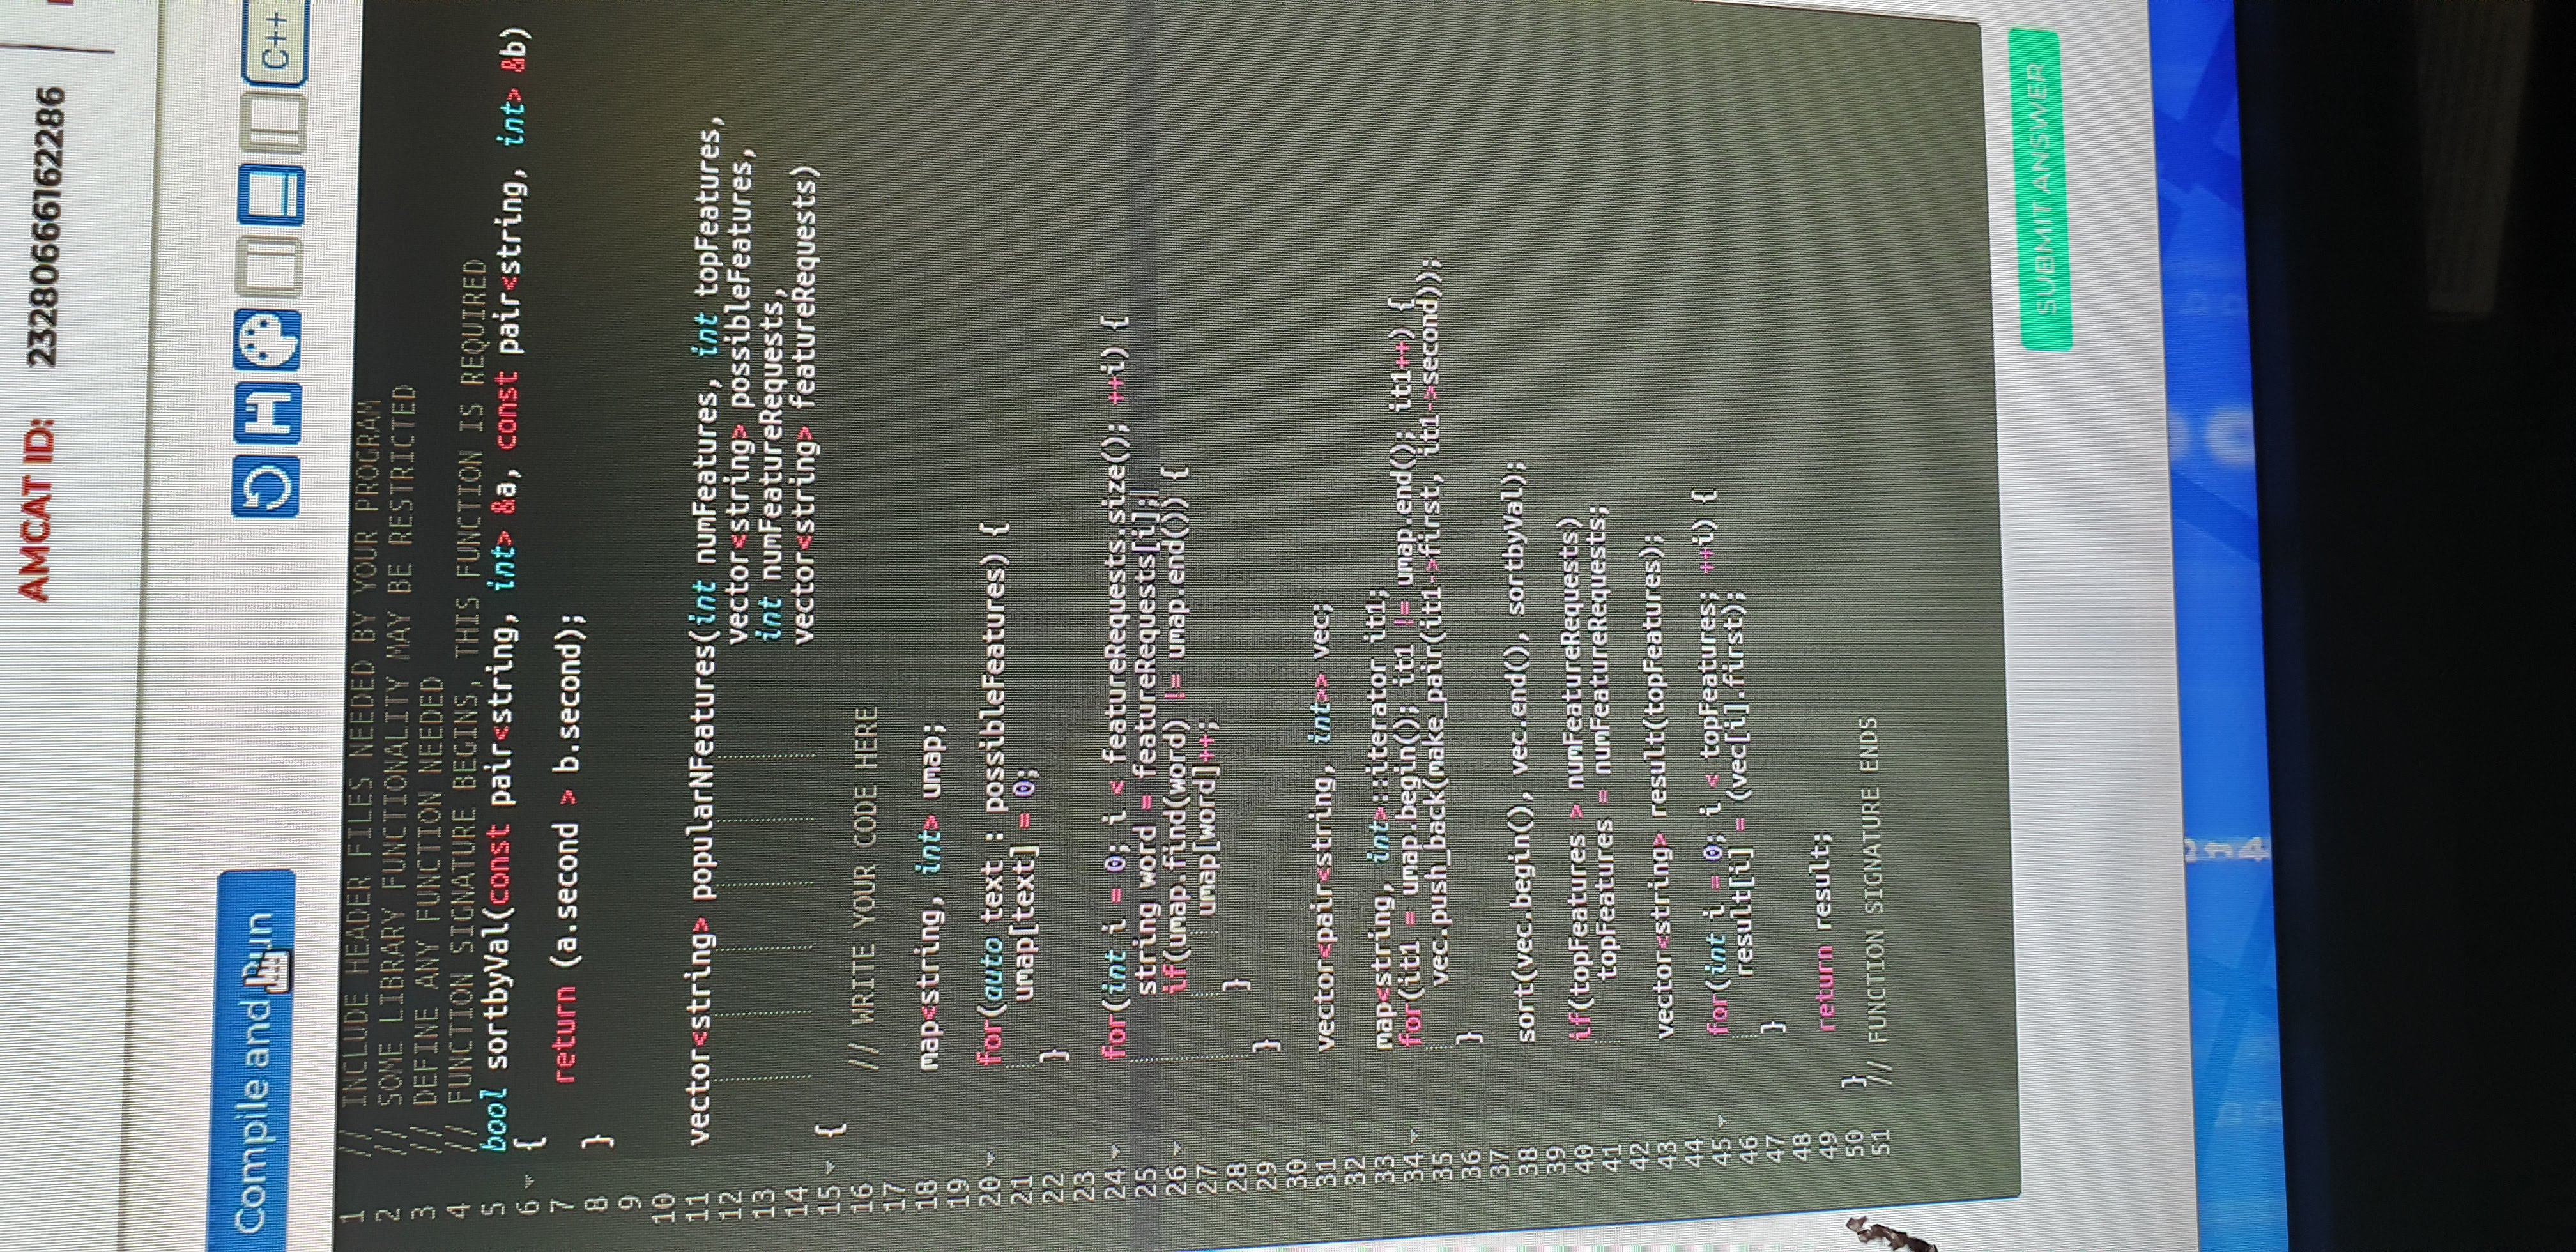 AMCAT ID: 23280666162286
Compile and Run
C++
1 // INCLUDE HEADER FILES NEEDED BY YOUR PROGRAM
2 // SOME LIBRARY FUNCTIONALITY MAY BE RESTRICTED
3 // DEFINE ANY FUNCTION NEEDED
4 // FUNCTION SIGNATURE BEGINS, THIS FUNCTION IS REQUIRED
5 bool sortbyVal(const pair<string, int> &a, const pair<string, int> &b)
6 {
7 return (a.second > b.second);
8 }
9
10
11 vector<string> popularNFeatures(int numFeatures, int topFeatures,
12 vector<string> possibleFeatures,
13 int numFeatureRequests,
14 vector<string> featureRequests)
15 {
16 // WRITE YOUR CODE HERE
17
18 map<string, int> umap;
19
20 for(auto text : possibleFeatures) {
21 umap[text] = 0;
22 }
23
24 for(int i = 0; i < featureRequests.size(); ++i) {
25 string word = featureRequests[i];
26 if(umap.find(word) != umap.end()) {
27 umap[word]++;
28 }
29 }
30
31 vector<pair<string, int>> vec;
32
33 map<string, int>::iterator it1;
34 for(it1 = umap.begin(); it1 != umap.end(); it1++) {
35 vec.push_back(make_pair(it1->first, it1->second));
36 }
37
38 sort(vec.begin(), vec.end(), sortbyVal);
39
40 if(topFeatures > numFeatureRequests)
41 topFeatures = numFeatureRequests;
42
43 vector<string> result(topFeatures);
44
45 for(int i = 0; i < topFeatures; ++i) {
46 result[i] = (vec[i].first);
47 }
48
49 return result;
50 }
51 // FUNCTION SIGNATURE ENDS
SUBMIT ANSWER